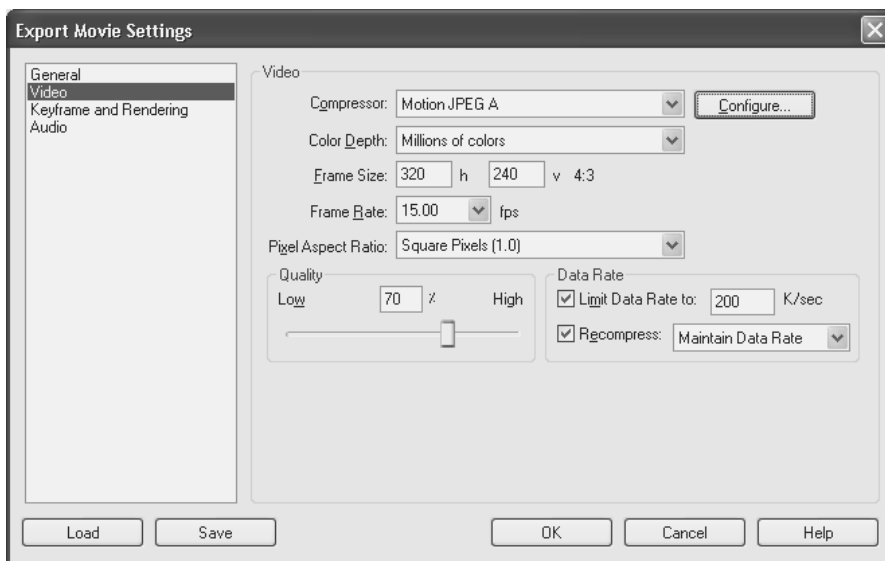 Export Movie Settings
General
Video
Keyframe and Rendering
Audio
Video
Compressor: Motion JPEG A Configure...
Color Depth: Millions of colors
Frame Size: 320 h 240 v 4:3
Frame Rate: 15.00 fps
Pixel Aspect Ratio: Square Pixels (1.0)
Quality
Low 70 % High
Data Rate
Limit Data Rate to: 200 K/sec
Recompress: Maintain Data Rate
Load Save OK Cancel Help